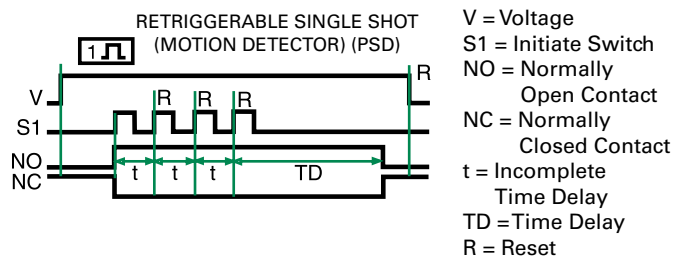 RETRIGGERABLE SINGLE SHOT
(MOTION DETECTOR) (PSD)
1
R
V
R R R
S1
NO
NC
t t t TD
V = Voltage
S1 = Initiate Switch
NO = Normally
Open Contact
NC = Normally
Closed Contact
t = Incomplete
Time Delay
TD = Time Delay
R = Reset